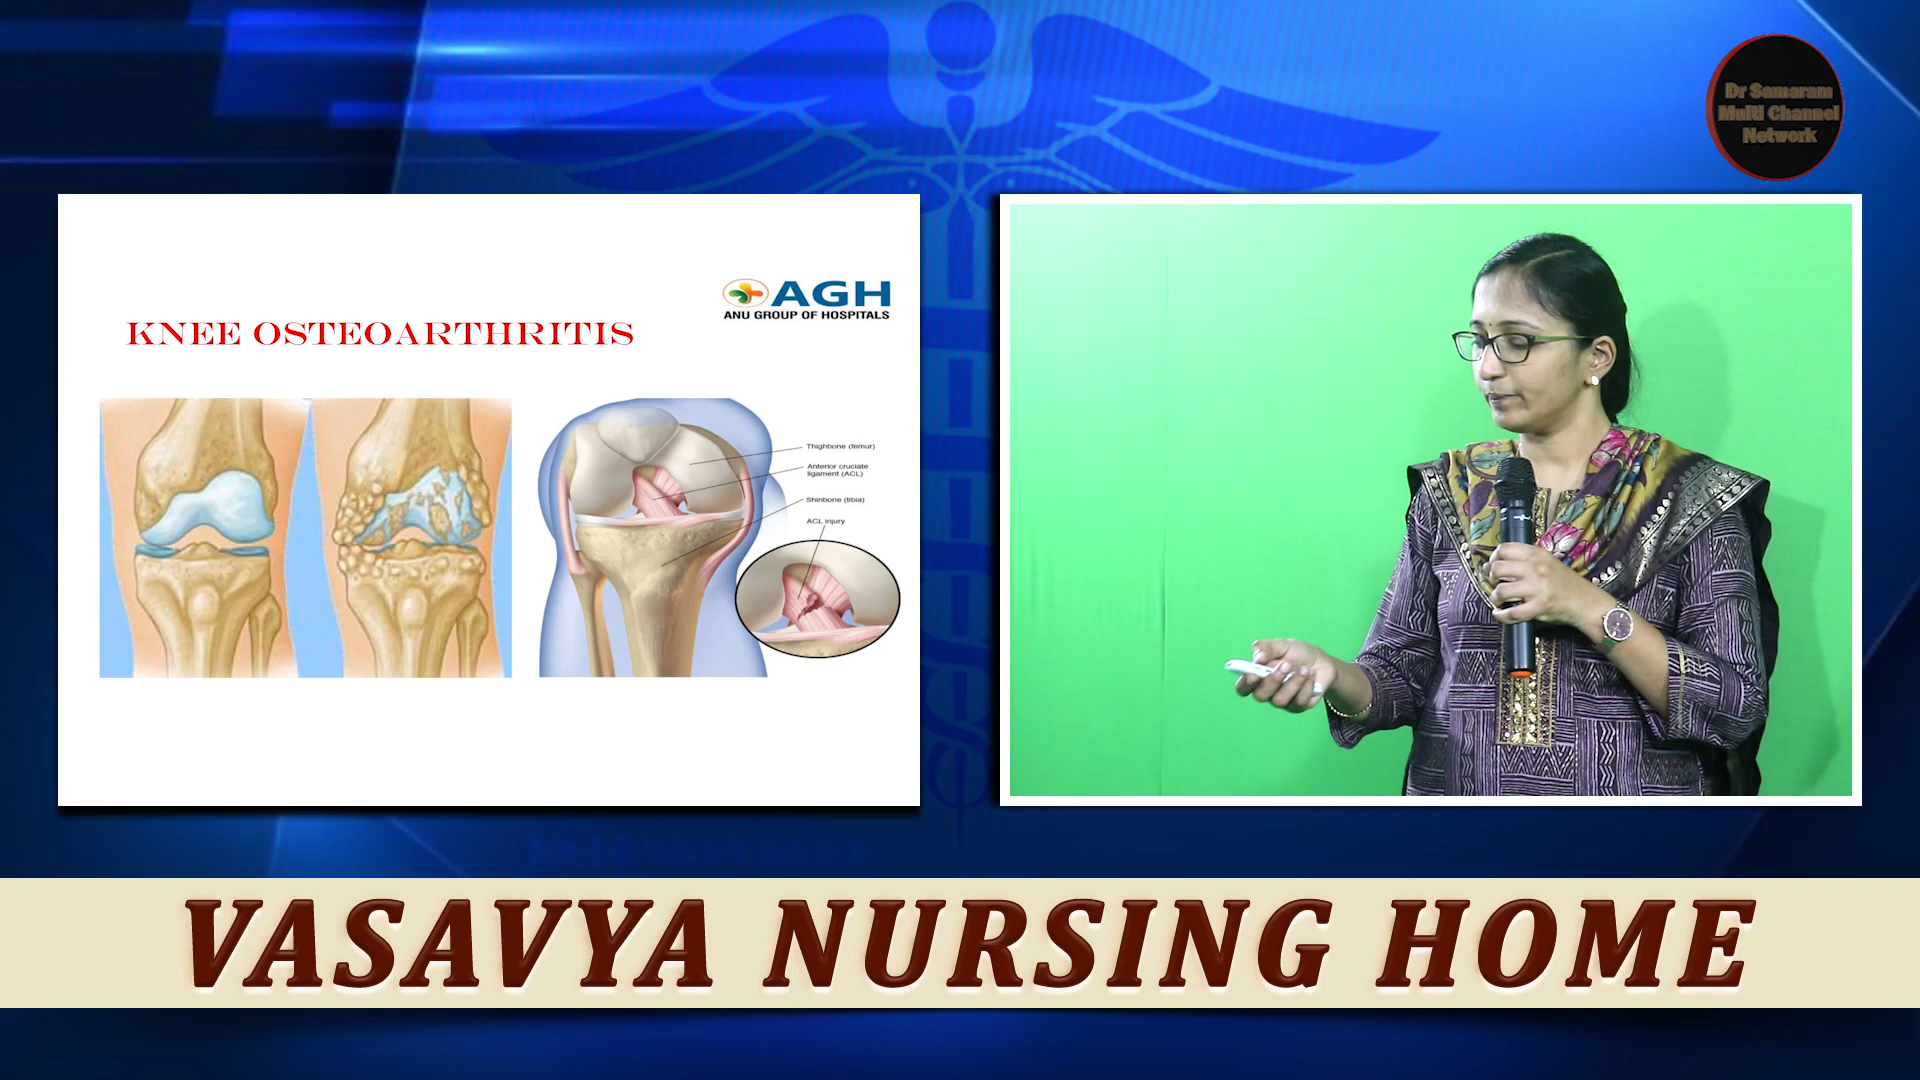 Dr Samaram
Multi Channel
Network
AGH
ANU GROUP OF HOSPITALS
KNEE OSTEOARTHRITIS
Thighbone (femur)
Anterior cruciate
ligament (ACL)
Shinbone (tibia)
ACL injury
VASAVYA NURSING HOME